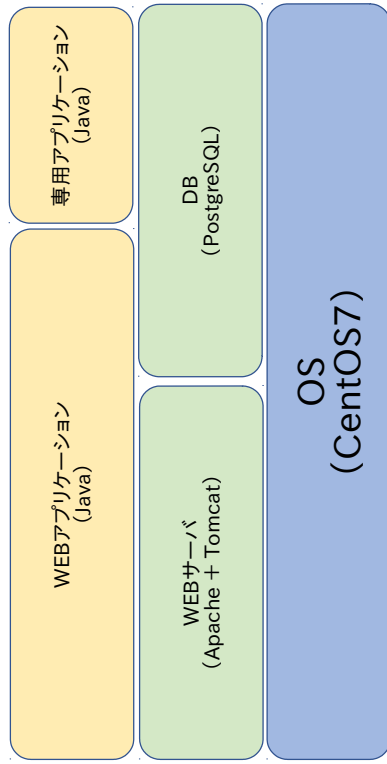 WEBアプリケーション
(Java)
専用アプリケーション
(Java)
WEBサーバ
(Apache + Tomcat)
DB
(PostgreSQL)
OS
(CentOS7)